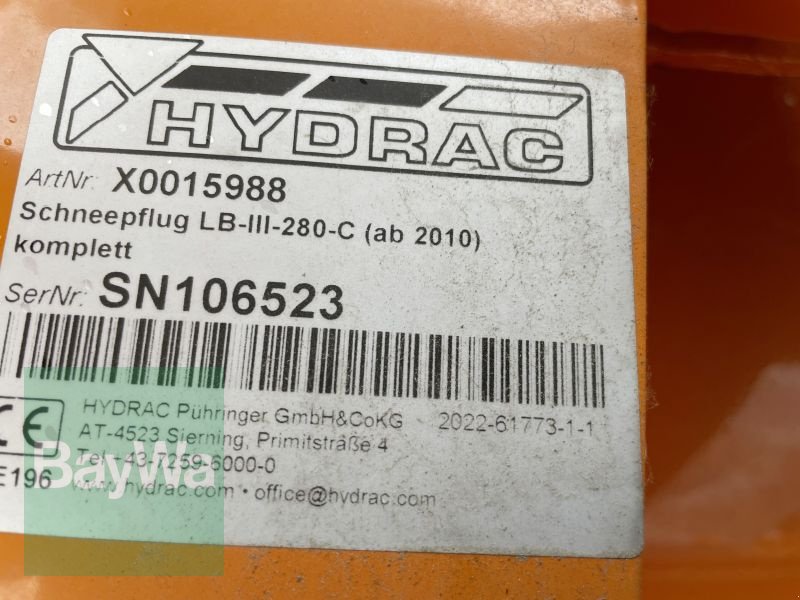 HYDRAC
ArtNr: X0015988
Schneepflug LB-III-280-C (ab 2010)
komplett
SerNr: SN106523
CE
E196
HYDRAC Pühringer GmbH&CoKG 2022-61773-1-1
AT-4523 Sierning, Primitstraße 4
Tel +43-7259-6000-0
www.hydrac.com • office@hydrac.com
BayWa